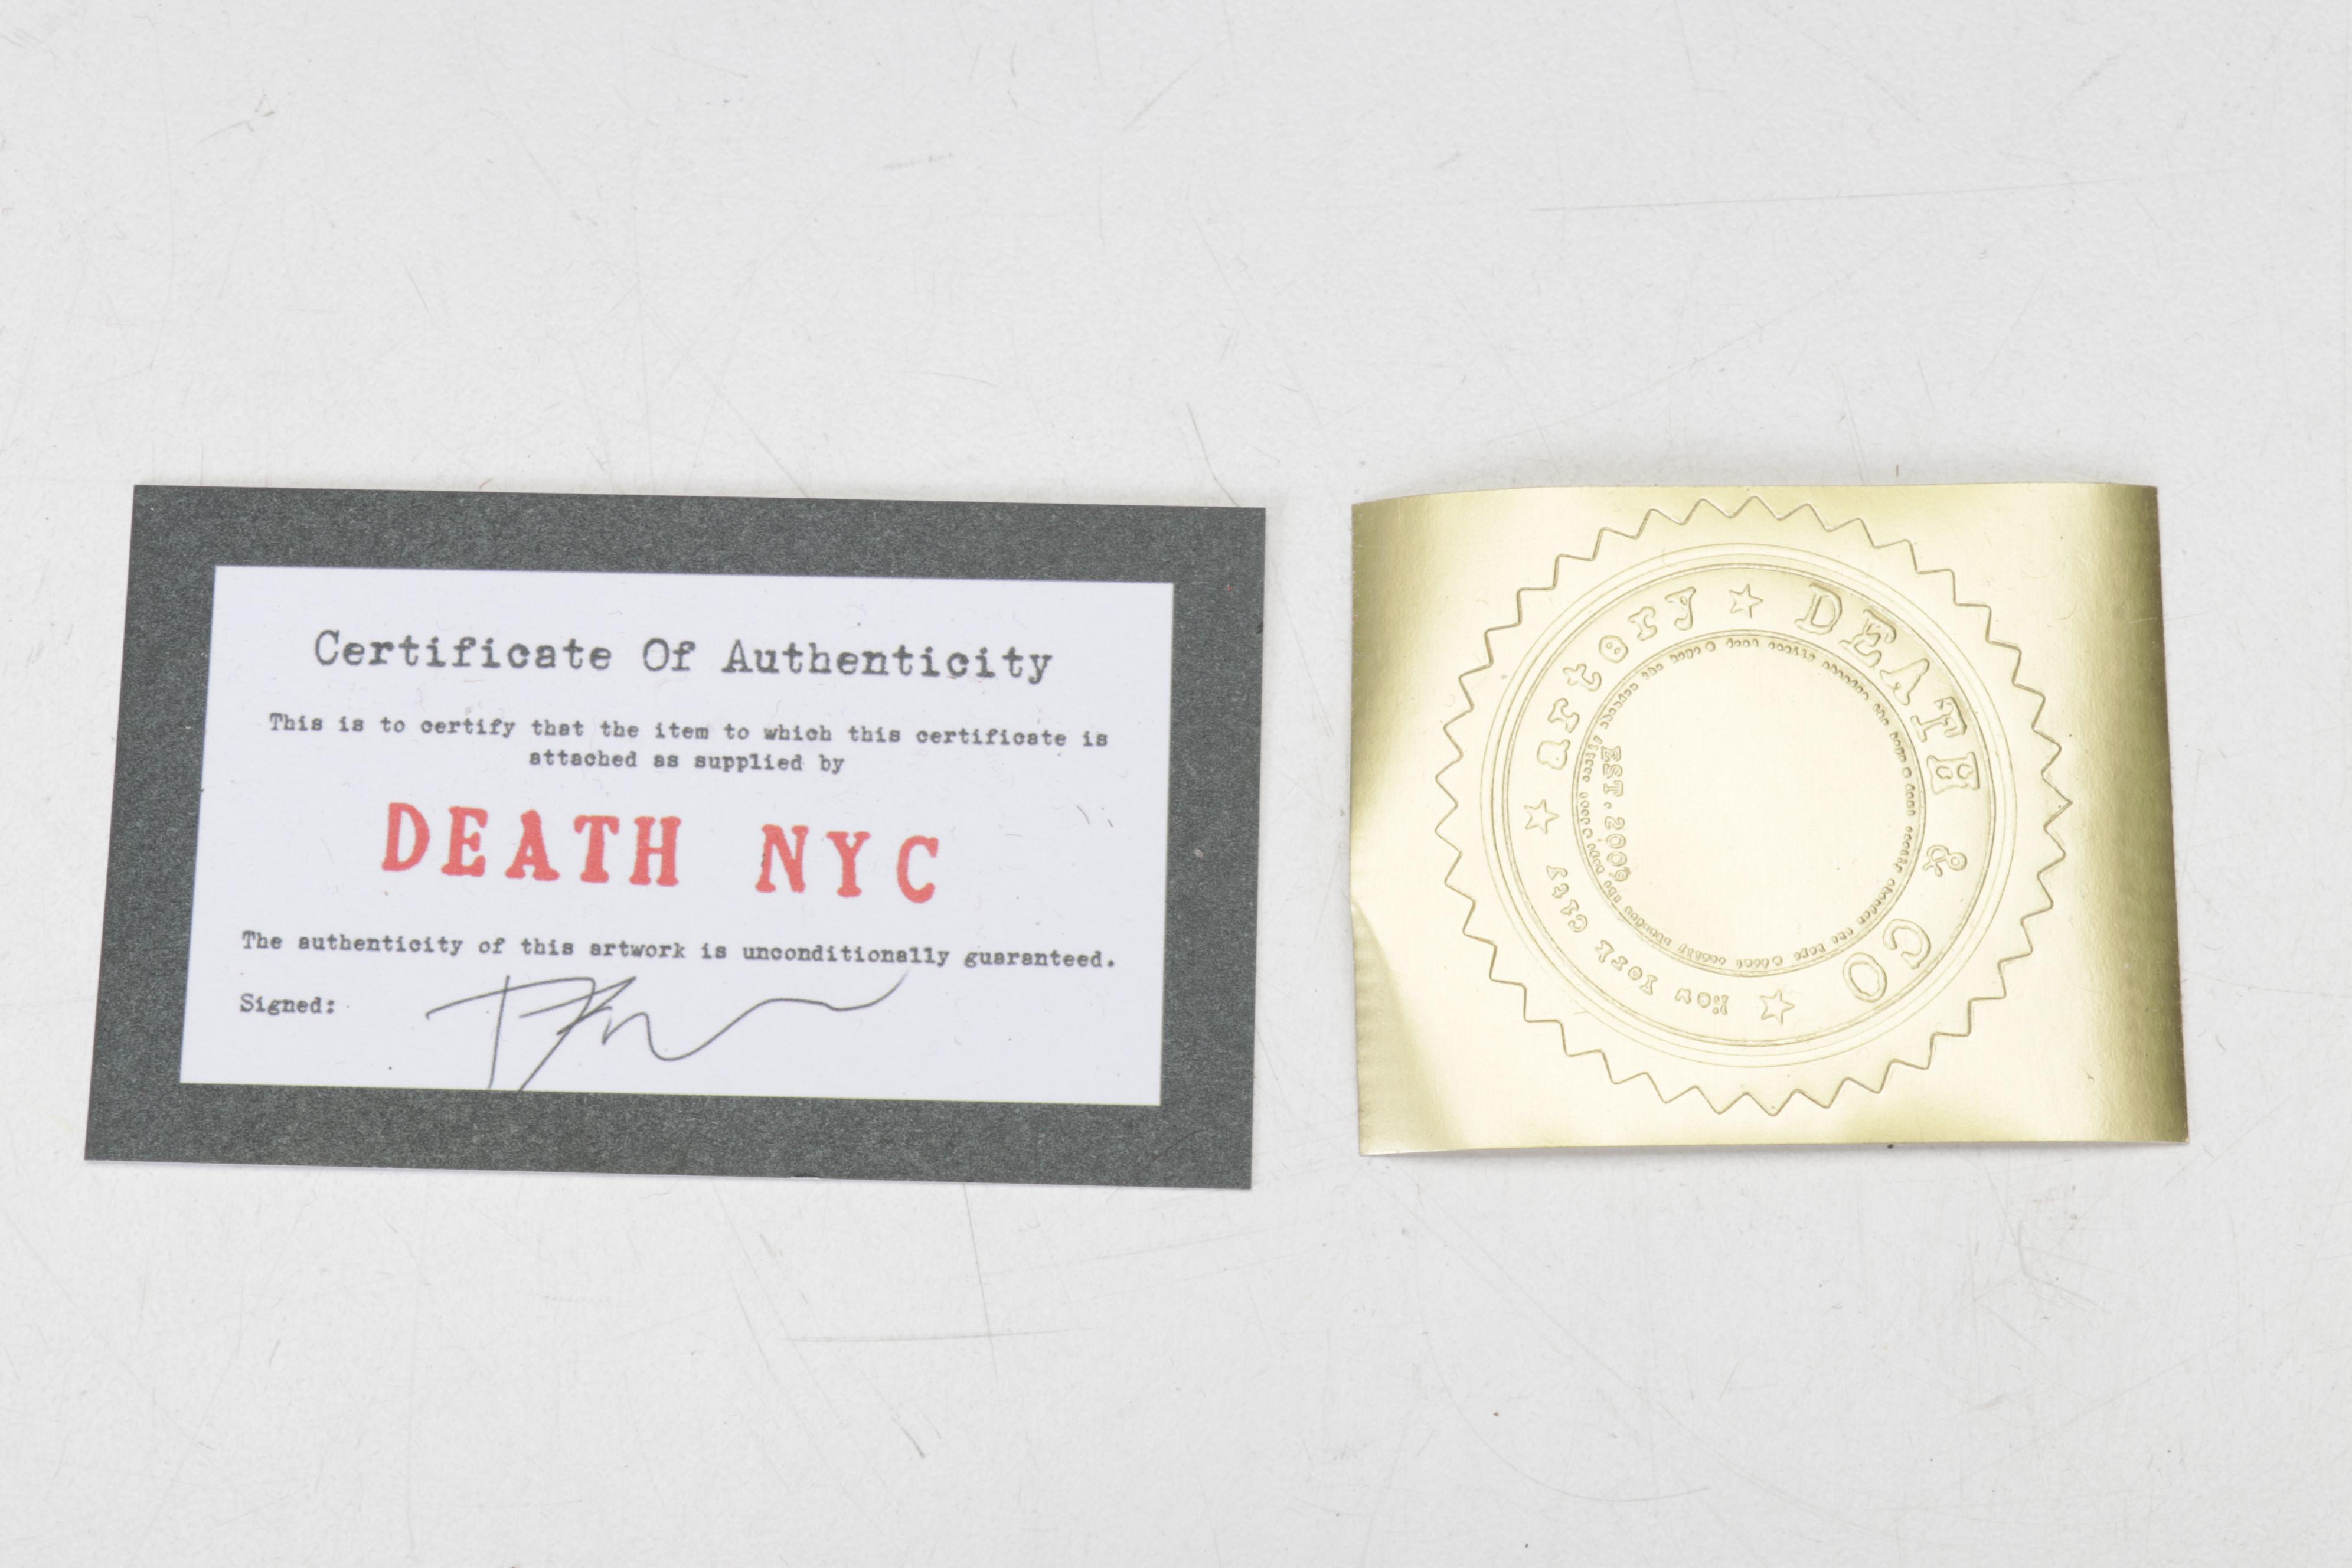 Certificate Of Authenticity
This is to certify that the item to which this certificate is
attached as supplied by
DEATH NYC
The authenticity of this artwork is unconditionally guaranteed.
Signed:
artery ☆ DEATH & CO ☆ New York City ☆
EST. 2009